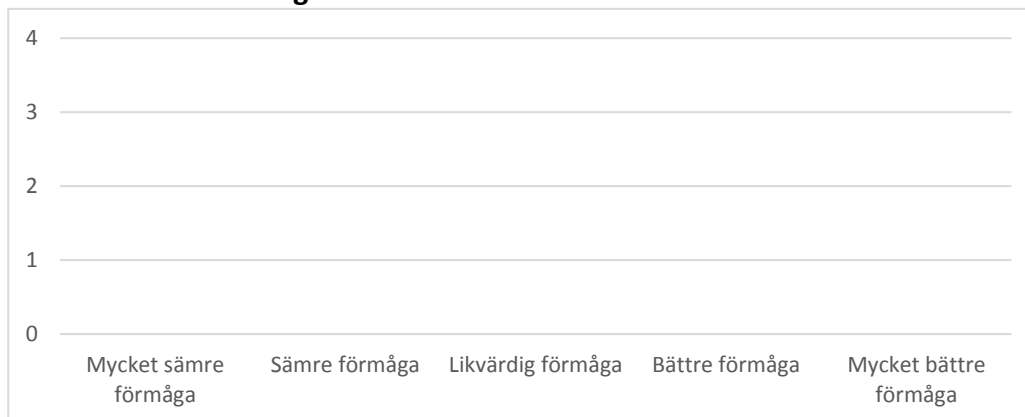 4
3
2
1
0
Mycket sämre förmåga
Sämre förmåga
Likvärdig förmåga
Bättre förmåga
Mycket bättre förmåga